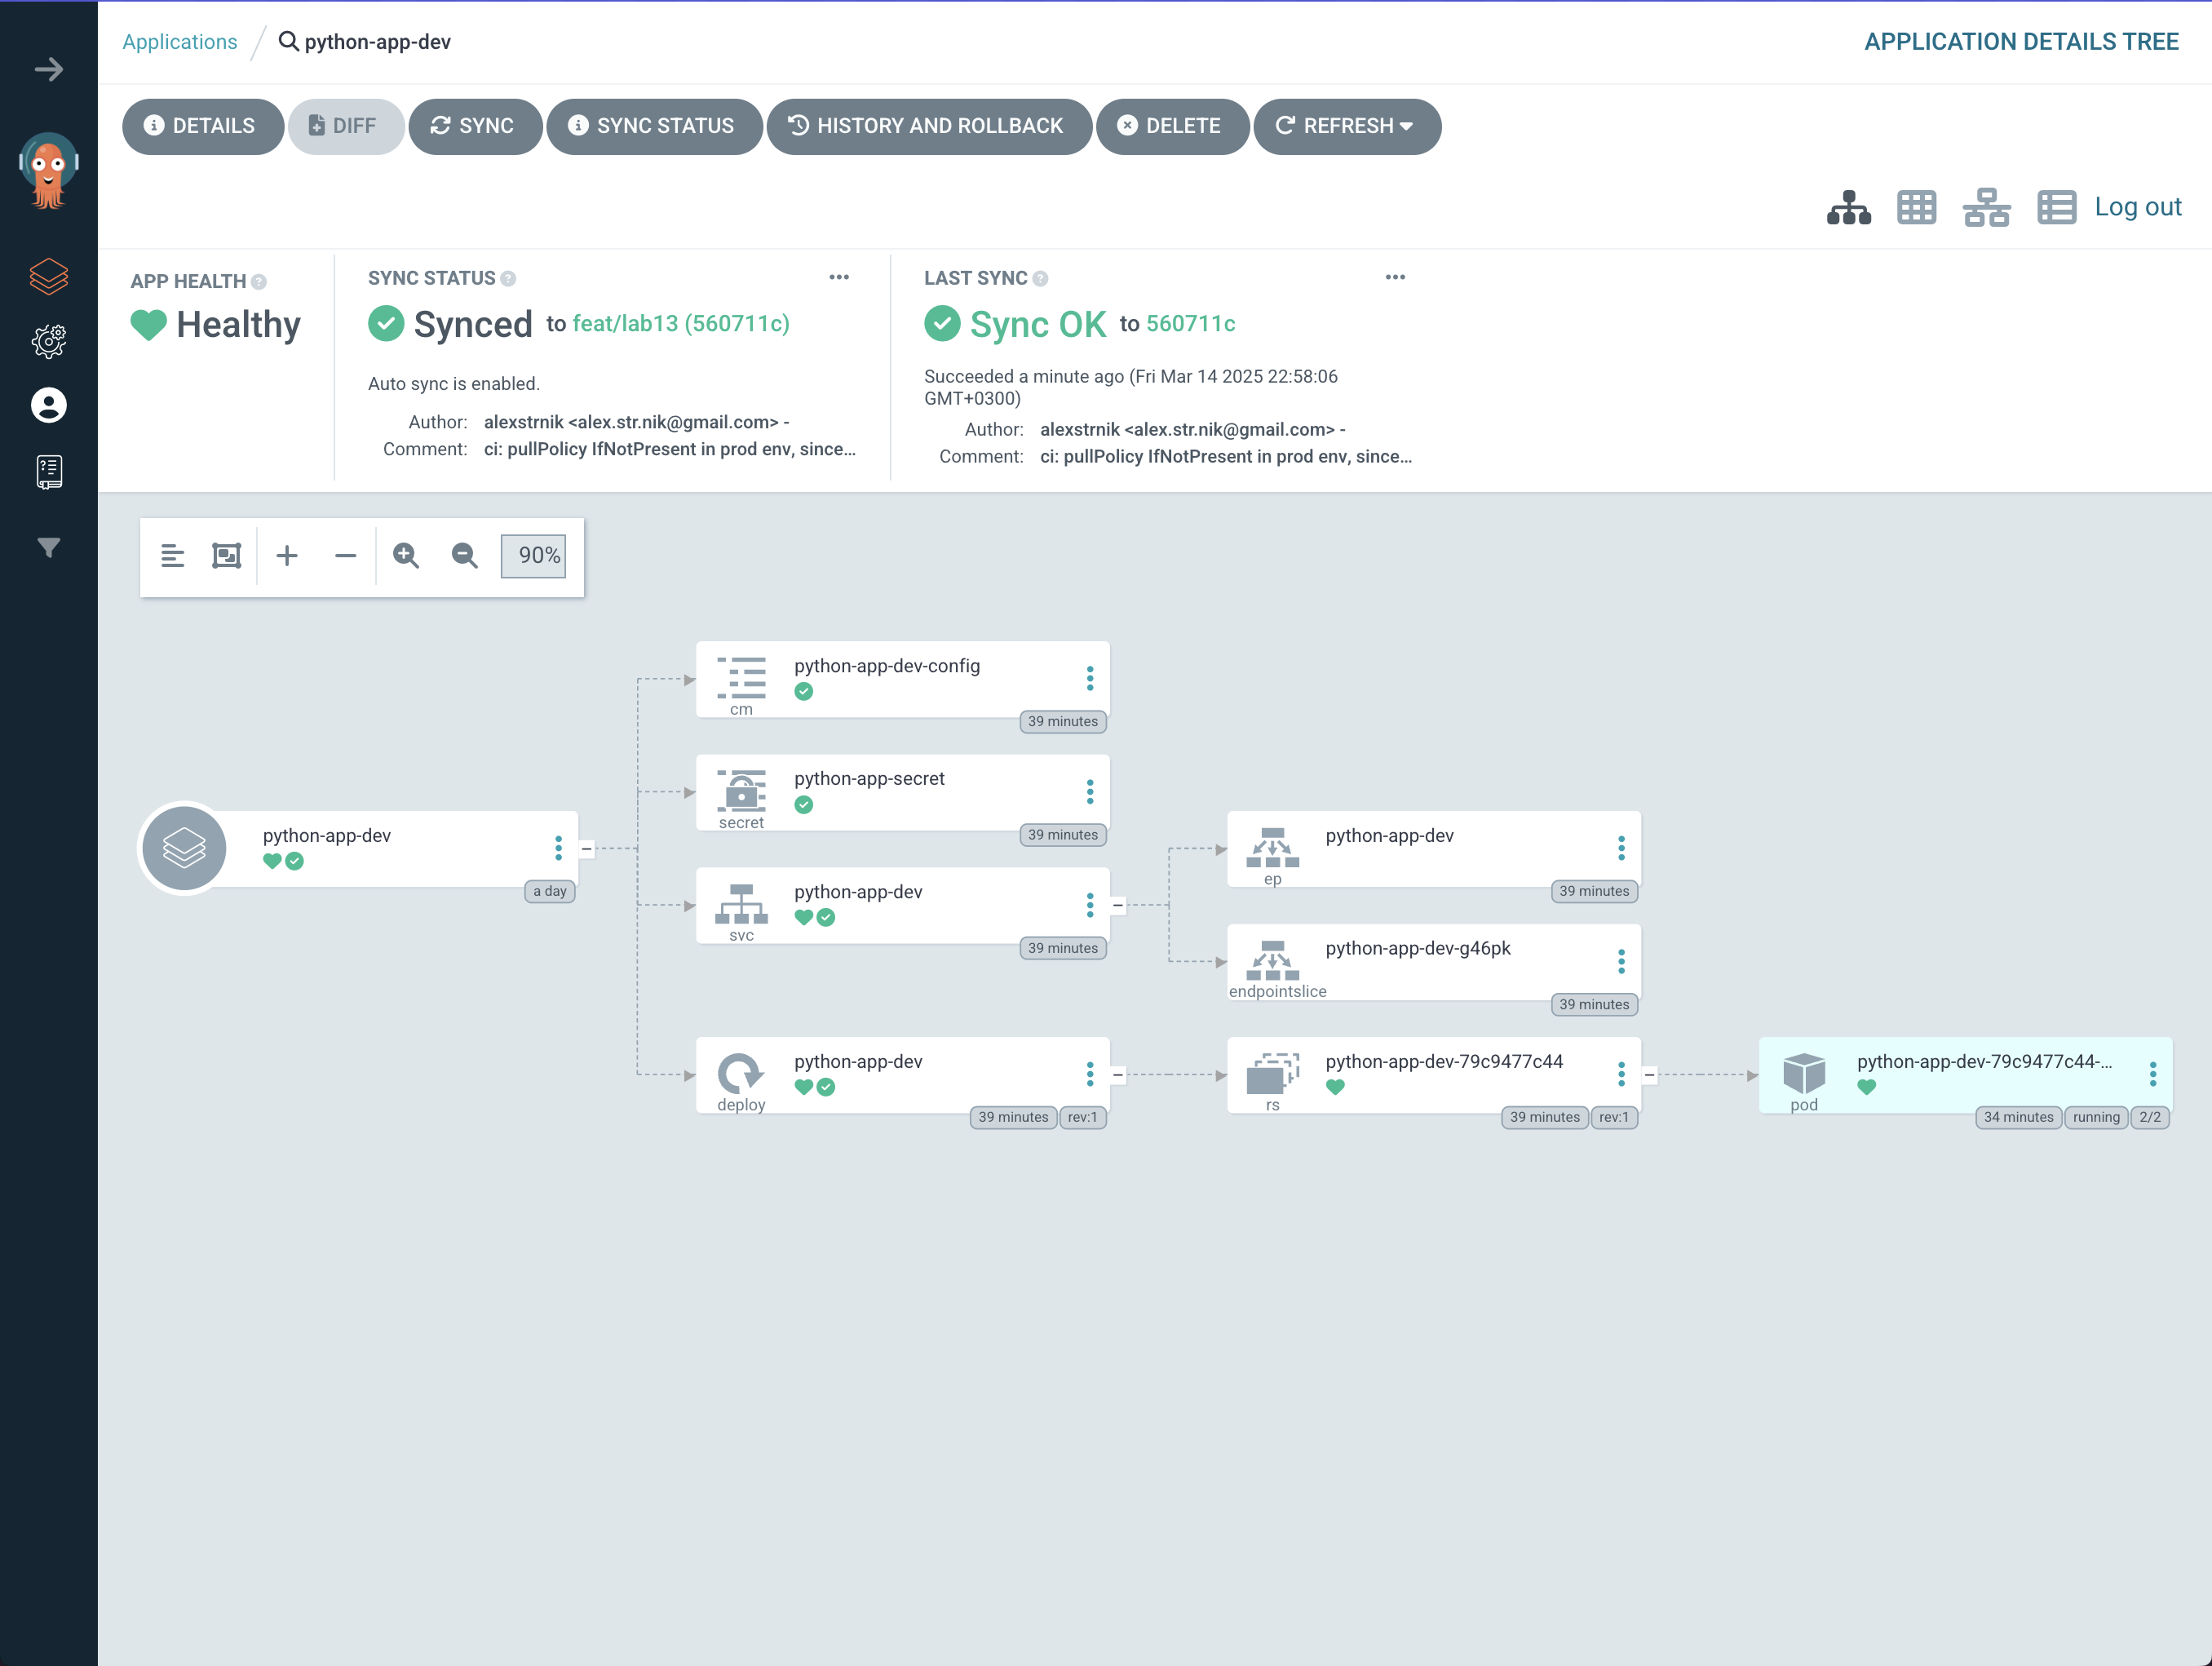 Applications / python-app-dev
APPLICATION DETAILS TREE
DETAILS
DIFF
SYNC
SYNC STATUS
HISTORY AND ROLLBACK
DELETE
REFRESH
Log out
APP HEALTH
Healthy
SYNC STATUS
Synced to feat/lab13 (560711c)
Auto sync is enabled.
Author: alexstrnik <alex.str.nik@gmail.com> -
Comment: ci: pullPolicy IfNotPresent in prod env, since...
LAST SYNC
Sync OK to 560711c
Succeeded a minute ago (Fri Mar 14 2025 22:58:06
GMT+0300)
Author: alexstrnik <alex.str.nik@gmail.com> -
Comment: ci: pullPolicy IfNotPresent in prod env, since...
90%
python-app-dev
a day
python-app-dev-config
cm
39 minutes
python-app-secret
secret
39 minutes
python-app-dev
svc
39 minutes
python-app-dev
ep
39 minutes
python-app-dev-g46pk
endpointslice
39 minutes
python-app-dev
deploy
39 minutes
rev:1
python-app-dev-79c9477c44
rs
39 minutes
rev:1
python-app-dev-79c9477c44-...
pod
34 minutes
running
2/2